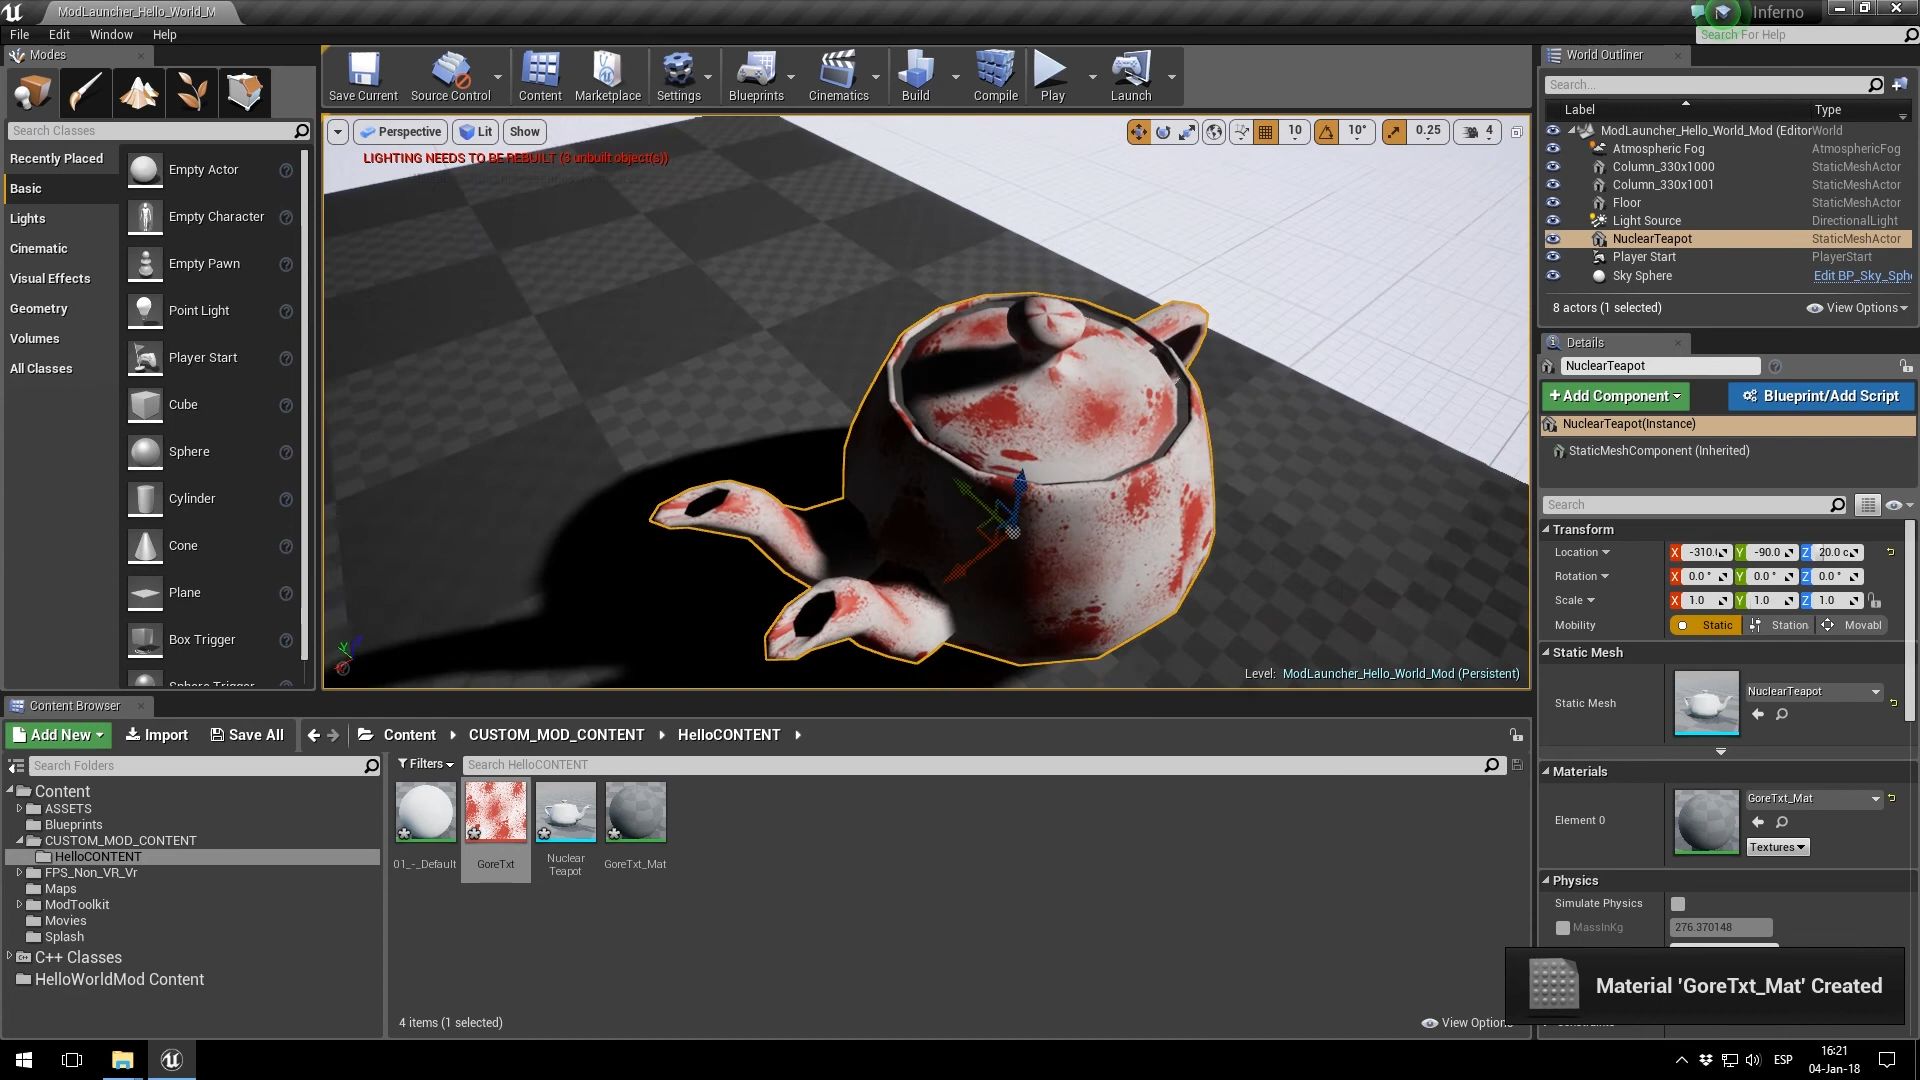 ModLauncher_Hello_World_M
Inferno
File Edit Window Help
Search For Help
Modes
Search Classes
Recently Placed
Basic
Lights
Cinematic
Visual Effects
Geometry
Volumes
All Classes
Empty Actor
Empty Character
Empty Pawn
Point Light
Player Start
Cube
Sphere
Cylinder
Cone
Plane
Box Trigger
Sphere Trigger
Save Current
Source Control
Content
Marketplace
Settings
Blueprints
Cinematics
Build
Compile
Play
Launch
Perspective Lit Show
10 10° 0.25 4
LIGHTING NEEDS TO BE REBUILT (3 unbuilt object(s))
Level: ModLauncher_Hello_World_Mod (Persistent)
World Outliner
Search...
Label Type
ModLauncher_Hello_World_Mod (Editor World
Atmospheric Fog AtmosphericFog
Column_330x1000 StaticMeshActor
Column_330x1001 StaticMeshActor
Floor StaticMeshActor
Light Source DirectionalLight
NuclearTeapot StaticMeshActor
Player Start PlayerStart
Sky Sphere Edit BP_Sky_Sph
8 actors (1 selected) View Options
Details
NuclearTeapot
+Add Component Blueprint/Add Script
NuclearTeapot(Instance)
StaticMeshComponent (Inherited)
Search
Transform
Location X -310.( Y -90.0 Z 20.0 c
Rotation X 0.0 ° Y 0.0 ° Z 0.0 °
Scale X 1.0 Y 1.0 Z 1.0
Mobility Static Station Movabl
Static Mesh
Static Mesh NuclearTeapot
Materials
Element 0 GoreTxt_Mat
Textures
Physics
Simulate Physics
MassInKg 276.370148
Material 'GoreTxt_Mat' Created
Content Browser
Add New Import Save All Content CUSTOM_MOD_CONTENT HelloCONTENT
Search Folders
Filters Search HelloCONTENT
Content
ASSETS
Blueprints
CUSTOM_MOD_CONTENT
HelloCONTENT
FPS_Non_VR_Vr
Maps
ModToolkit
Movies
Splash
C++ Classes
HelloWorldMod Content
01_-_Default
GoreTxt
Nuclear
Teapot
GoreTxt_Mat
4 items (1 selected) View Options
ESP
16:21
04-Jan-18